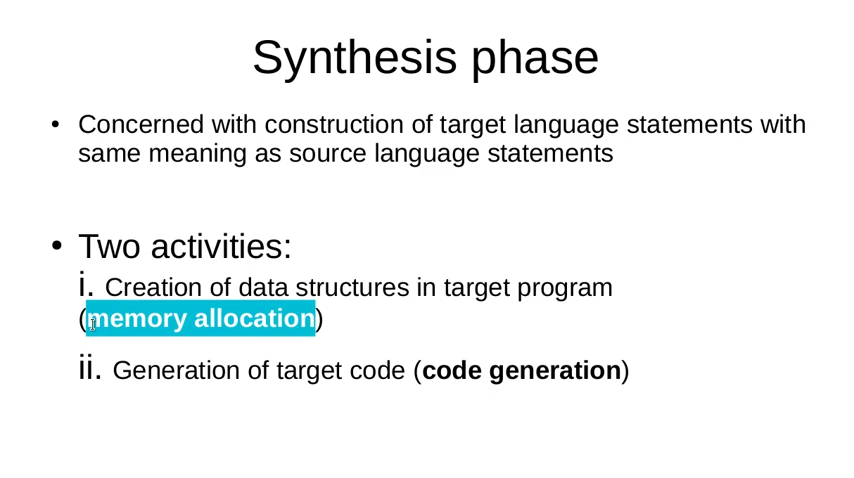 Synthesis phase
• Concerned with construction of target language statements with
same meaning as source language statements
• Two activities:
i. Creation of data structures in target program
(memory allocation)
ii. Generation of target code (code generation)